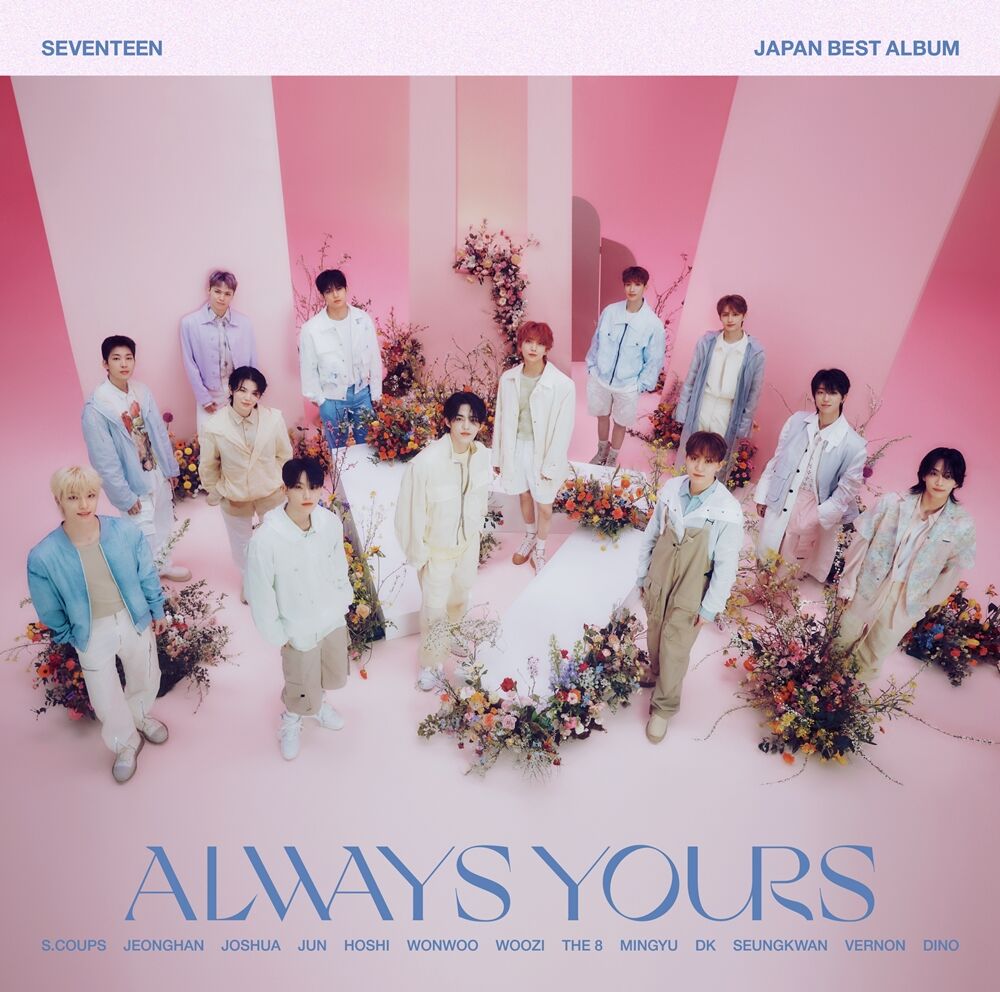 SEVENTEEN
JAPAN BEST ALBUM
ALWAYS YOURS
S.COUPS JEONGHAN JOSHUA JUN HOSHI WONWOO WOOZI THE 8 MINGYU DK SEUNGKWAN VERNON DINO